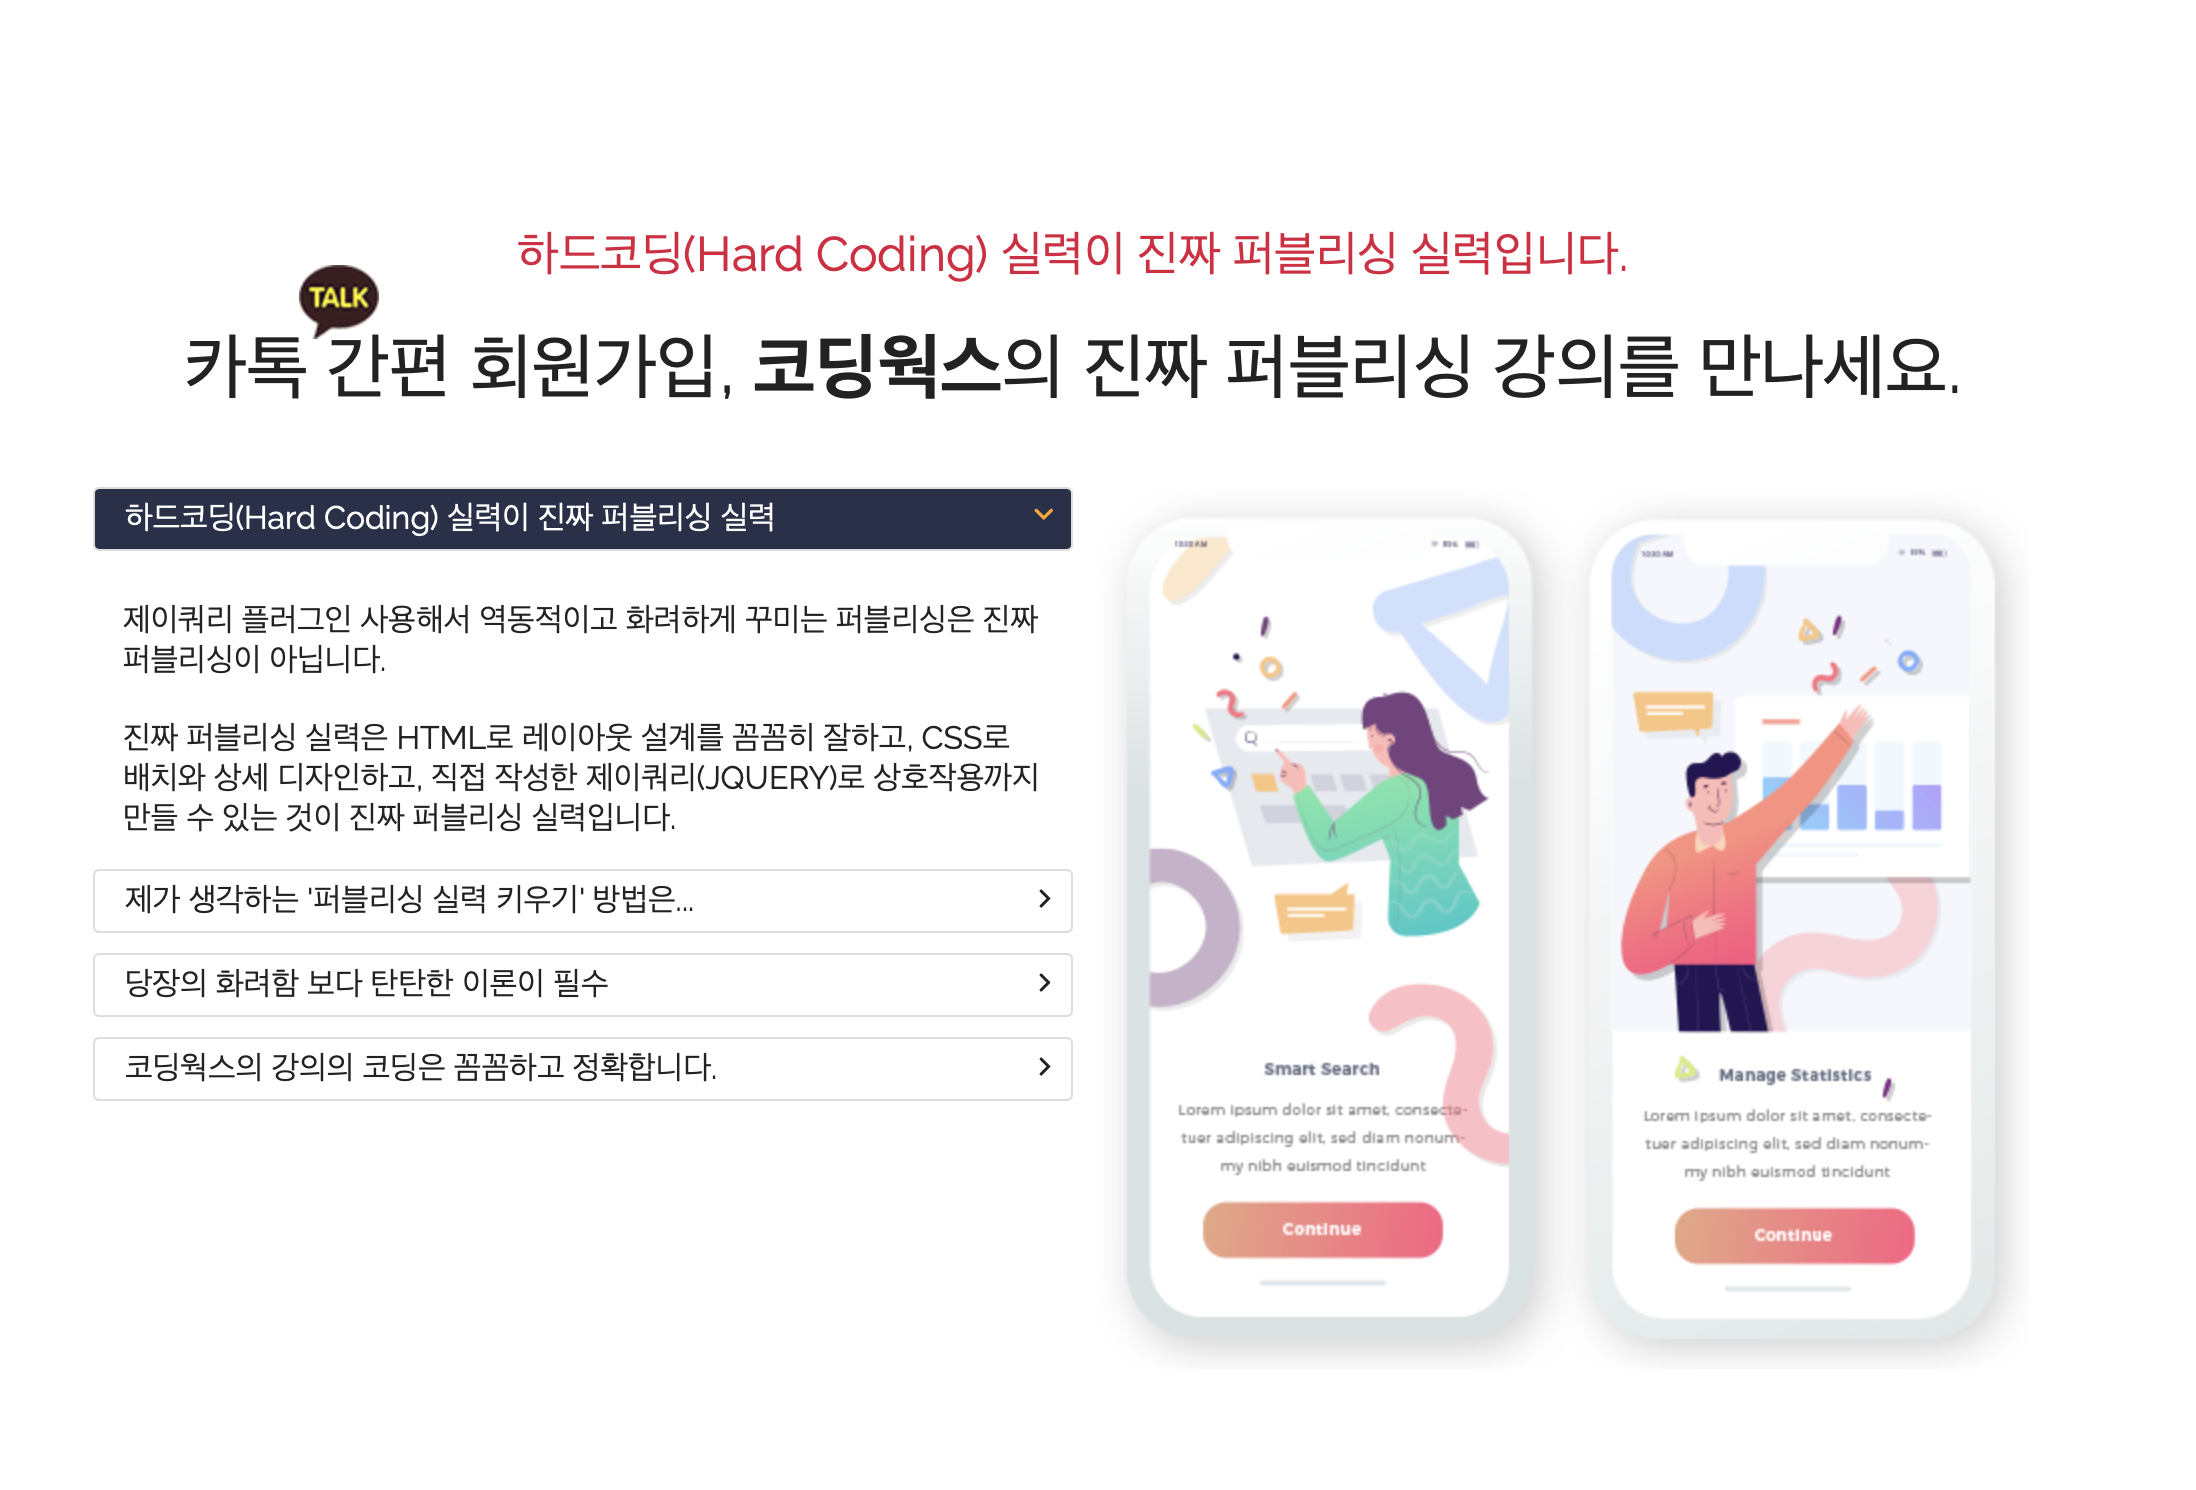 하드코딩(Hard Coding) 실력이 진짜 퍼블리싱 실력입니다.
TALK
카톡 간편 회원가입, 코딩웍스의 진짜 퍼블리싱 강의를 만나세요.
하드코딩(Hard Coding) 실력이 진짜 퍼블리싱 실력
제이쿼리 플러그인 사용해서 역동적이고 화려하게 꾸미는 퍼블리싱은 진짜
퍼블리싱이 아닙니다.
진짜 퍼블리싱 실력은 HTML로 레이아웃 설계를 꼼꼼히 잘하고, CSS로
배치와 상세 디자인하고, 직접 작성한 제이쿼리(JQUERY)로 상호작용까지
만들 수 있는 것이 진짜 퍼블리싱 실력입니다.
제가 생각하는 '퍼블리싱 실력 키우기' 방법은...
당장의 화려함 보다 탄탄한 이론이 필수
코딩웍스의 강의의 코딩은 꼼꼼하고 정확합니다.
Smart Search
Lorem ipsum dolor sit amet, consecte-
tuer adipiscing elit, sed diam nonum-
my nibh euismod tincidunt
Continue
10:30 AM
Manage Statistics
Lorem ipsum dolor sit amet, consecte-
tuer adipiscing elit, sed diam nonum-
my nibh euismod tincidunt
Continue